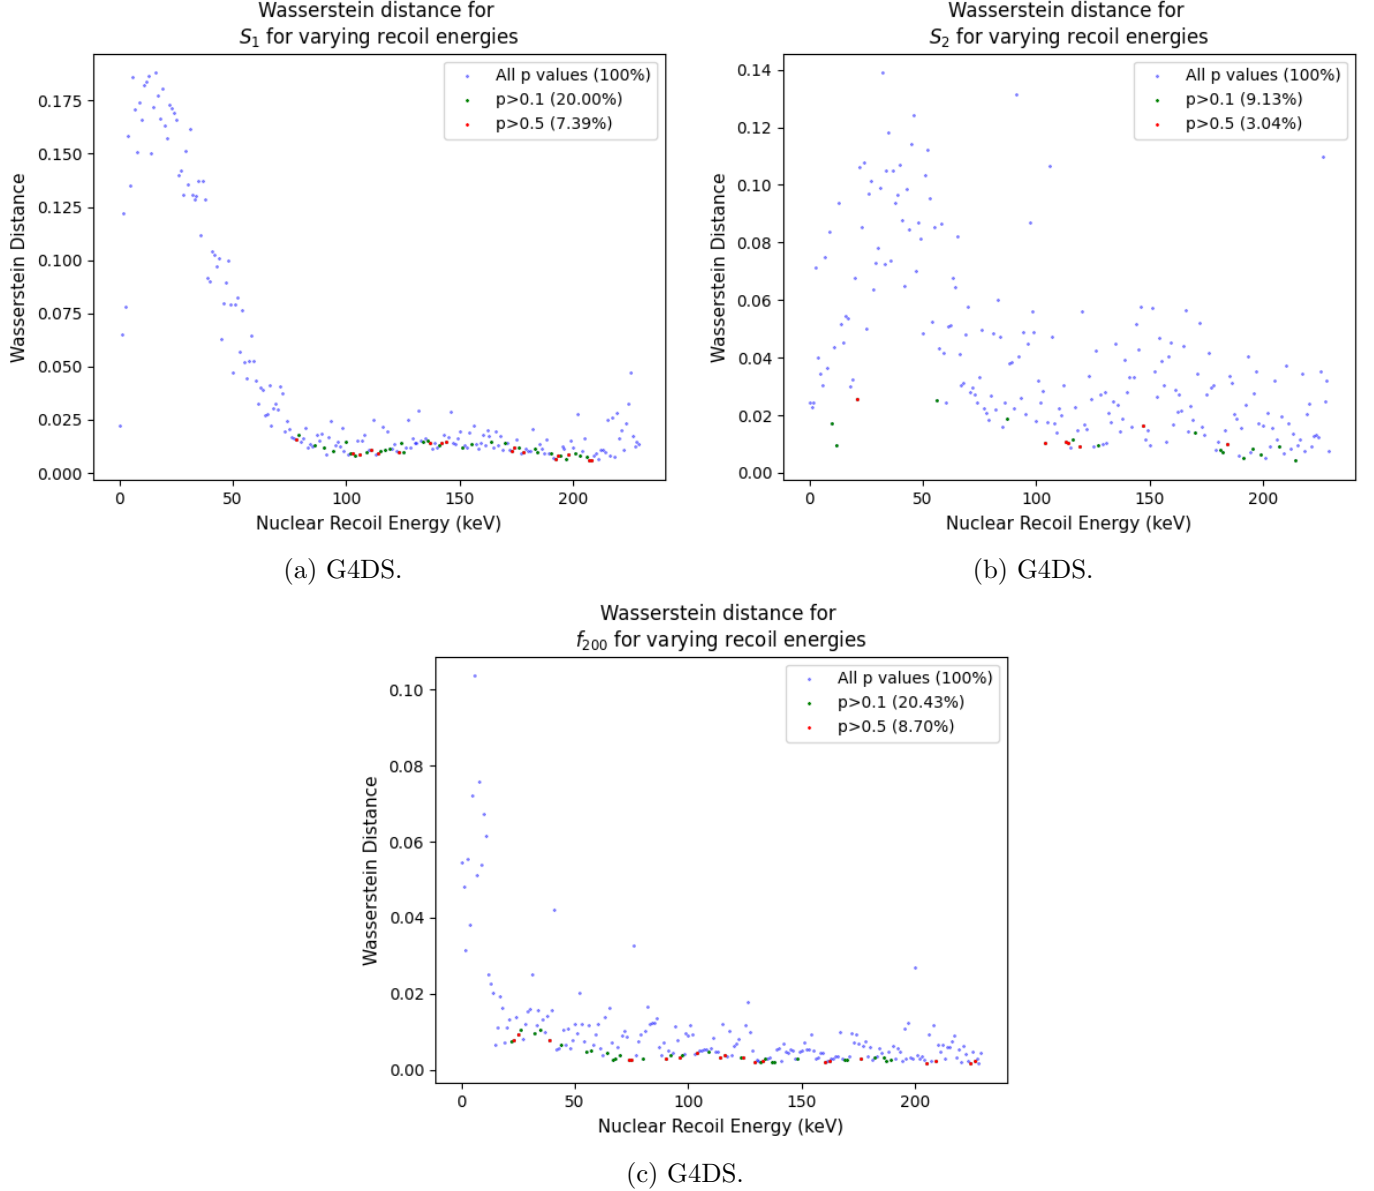 Wasserstein distance for
S₁ for varying recoil energies
All p values (100%)
p>0.1 (20.00%)
p>0.5 (7.39%)
Wasserstein Distance
0.175
0.150
0.125
0.100
0.075
0.050
0.025
0.000
0 50 100 150 200
Nuclear Recoil Energy (keV)
(a) G4DS.
Wasserstein distance for
S₂ for varying recoil energies
All p values (100%)
p>0.1 (9.13%)
p>0.5 (3.04%)
Wasserstein Distance
0.14
0.12
0.10
0.08
0.06
0.04
0.02
0.00
0 50 100 150 200
Nuclear Recoil Energy (keV)
(b) G4DS.
Wasserstein distance for
f₂₀₀ for varying recoil energies
All p values (100%)
p>0.1 (20.43%)
p>0.5 (8.70%)
Wasserstein Distance
0.10
0.08
0.06
0.04
0.02
0.00
0 50 100 150 200
Nuclear Recoil Energy (keV)
(c) G4DS.